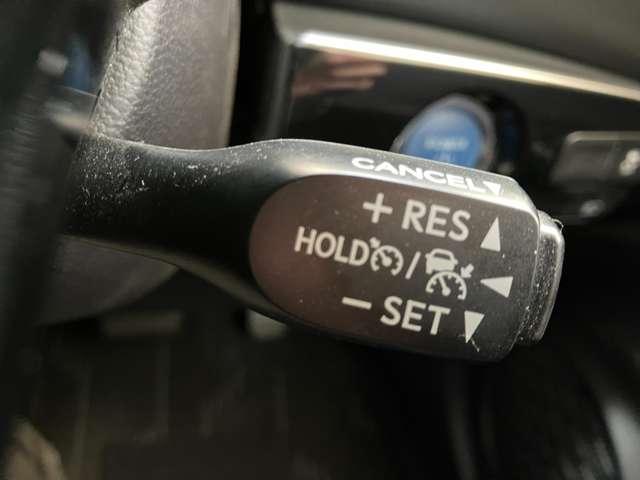 CANCEL
+ RES
HOLD /
− SET